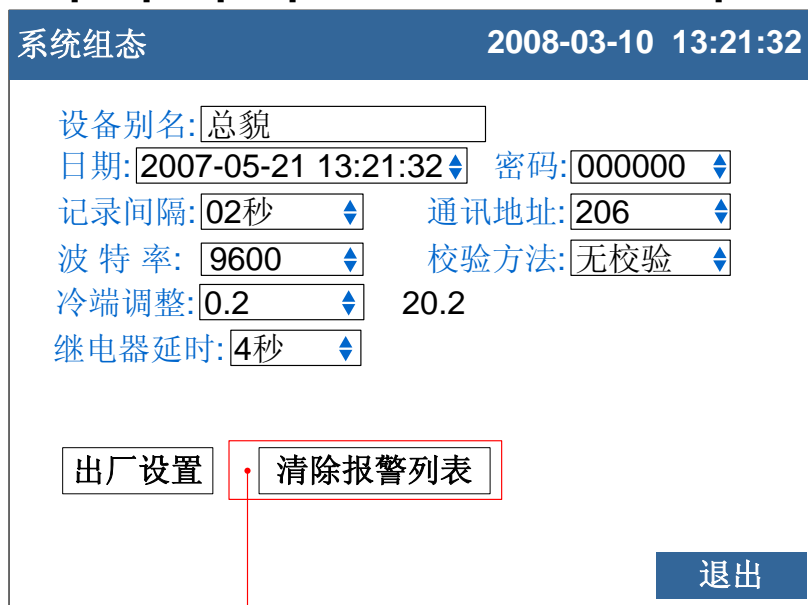 系统组态 2008-03-10 13:21:32
设备别名: 总貌
日期: 2007-05-21 13:21:32 密码: 000000
记录间隔: 02秒 通讯地址: 206
波 特 率: 9600 校验方法: 无校验
冷端调整: 0.2 20.2
继电器延时: 4秒
出厂设置 清除报警列表
退出